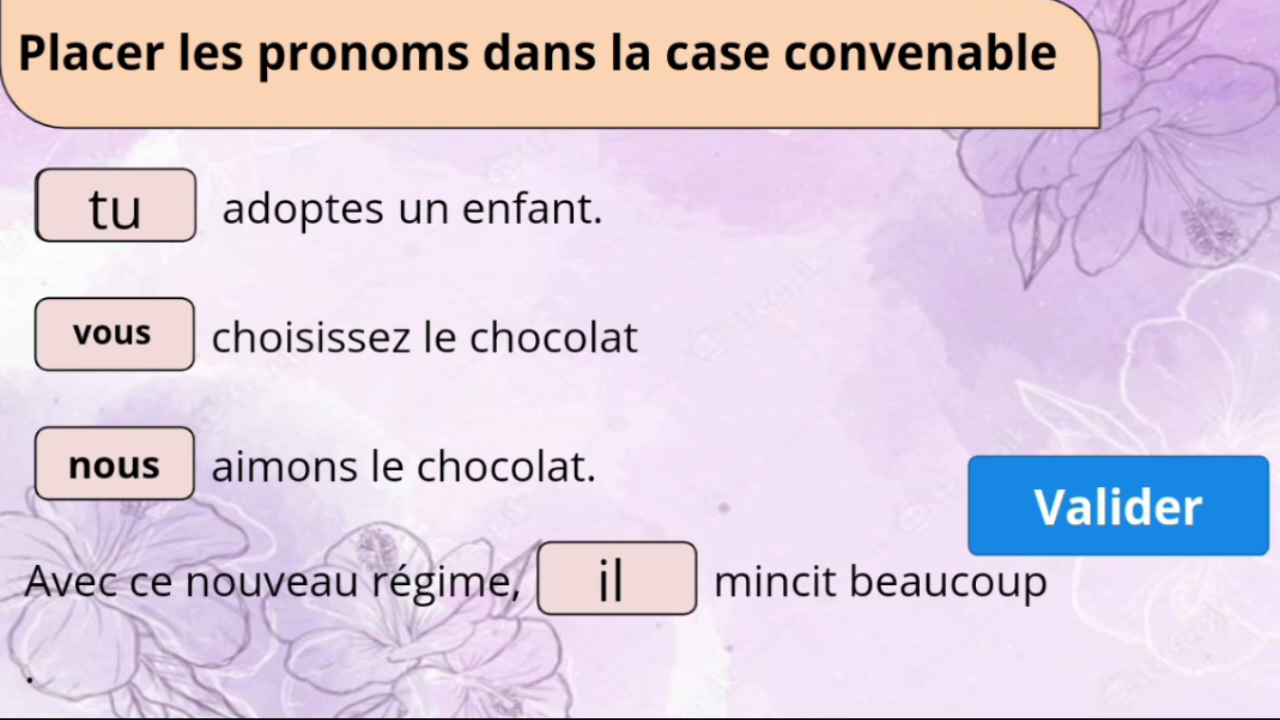 Placer les pronoms dans la case convenable
tu adoptes un enfant.
vous choisissez le chocolat
nous aimons le chocolat.
Valider
Avec ce nouveau régime, il mincit beaucoup
.